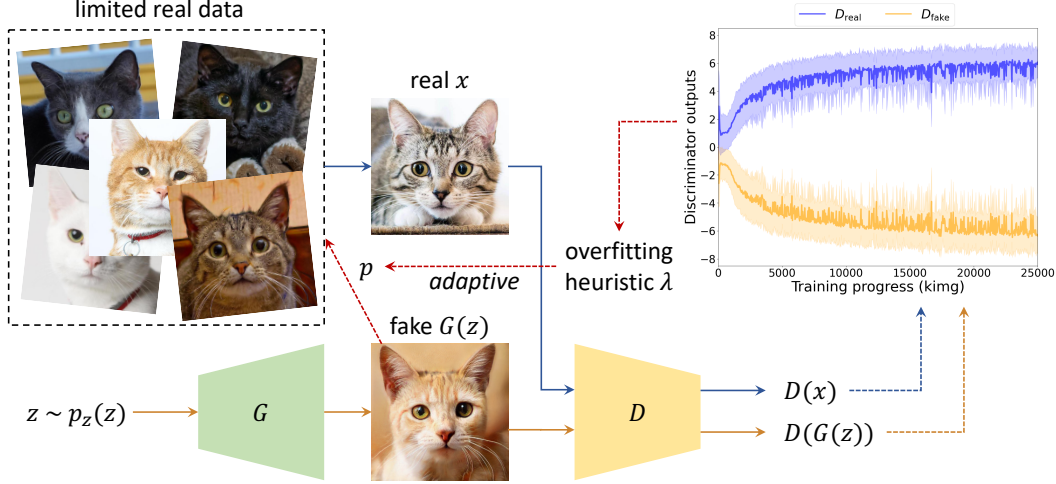 limited real data
real x
fake G(z)
z ~ p_z(z)
G
D
D(x)
D(G(z))
p
adaptive
overfitting
heuristic λ
D_real
D_fake
Discriminator outputs
8
6
4
2
0
−2
−4
−6
−8
0 5000 10000 15000 20000 25000
Training progress (kimg)